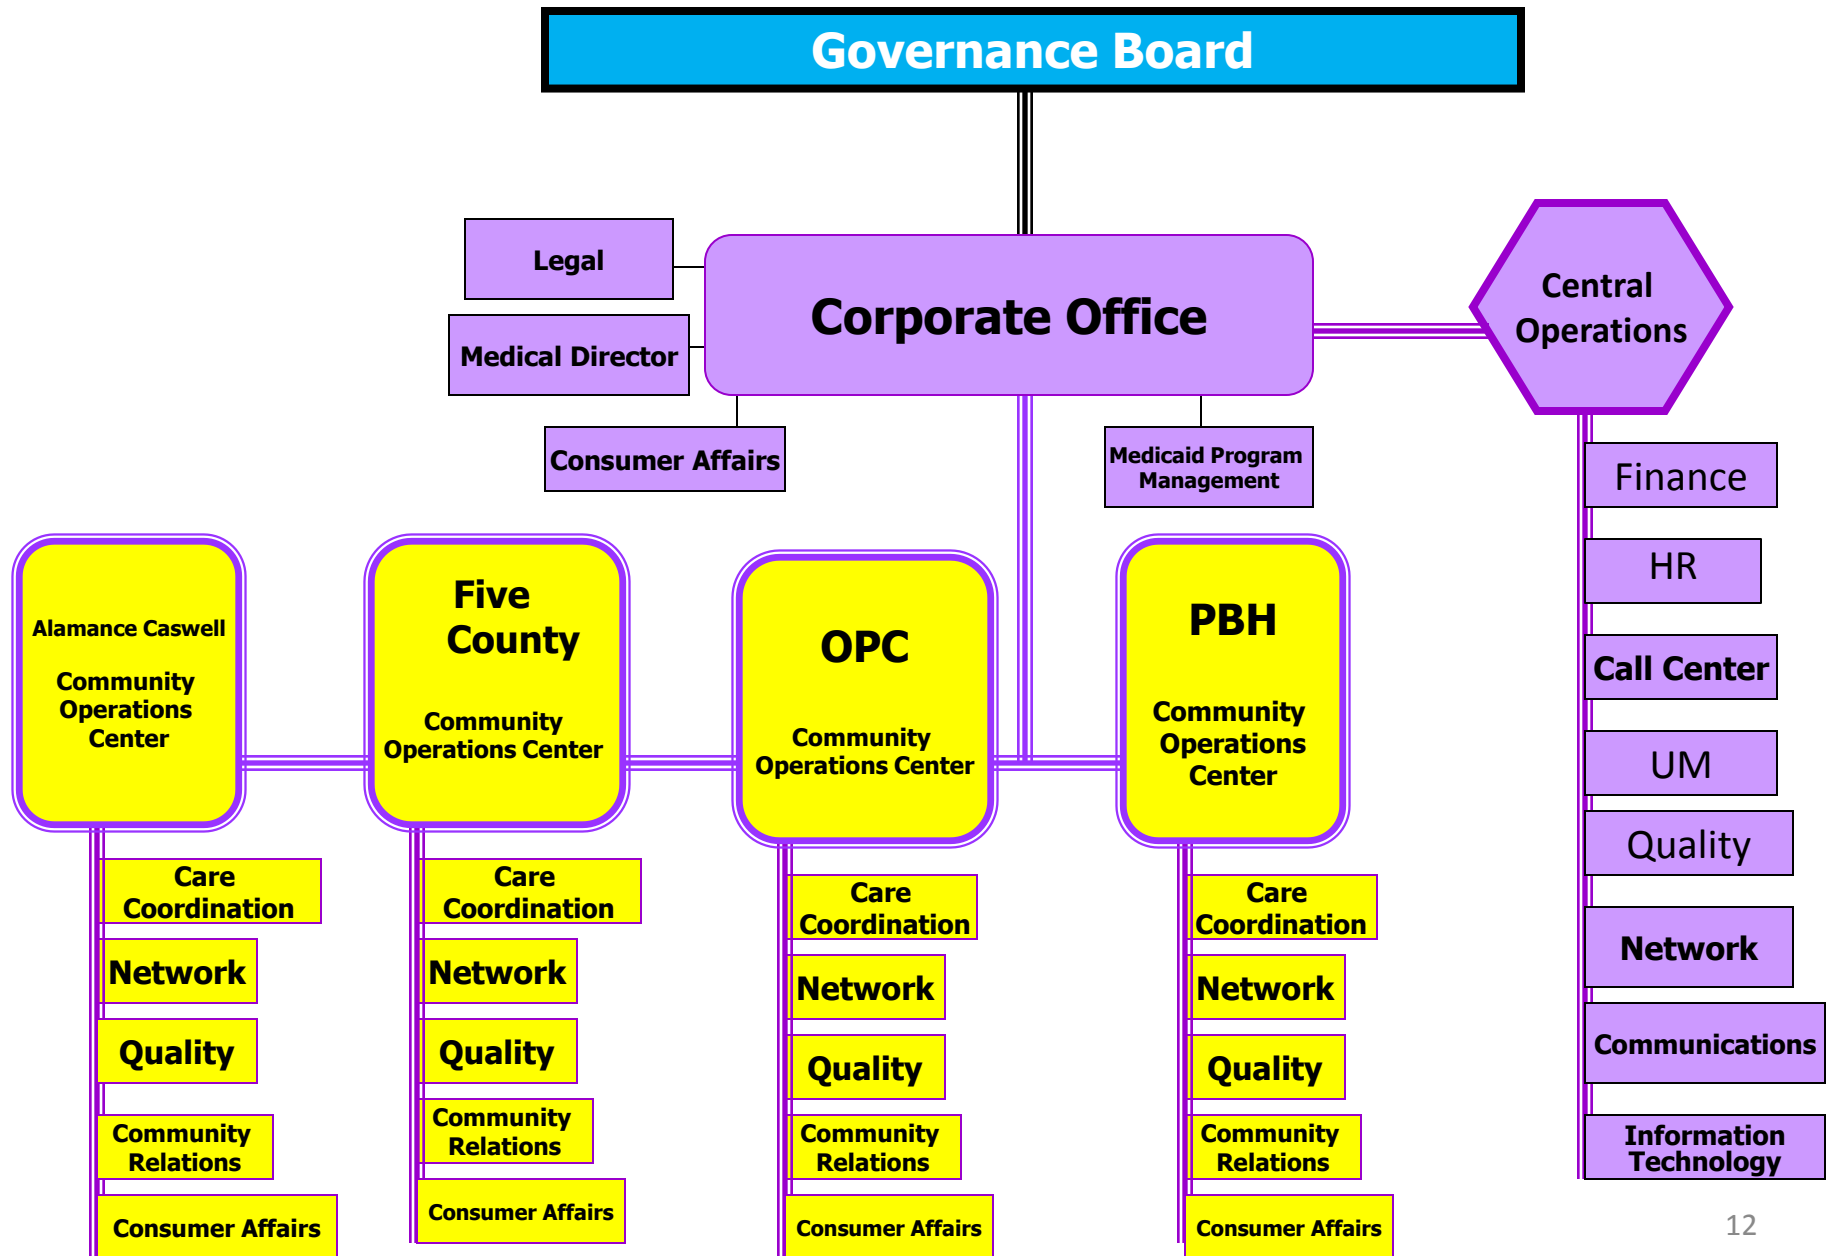 Governance Board
Legal
Medical Director
Corporate Office
Central
Operations
Consumer Affairs
Medicaid Program
Management
Alamance Caswell
Community
Operations
Center
Care
Coordination
Network
Quality
Community
Relations
Consumer Affairs
Five
County
Community
Operations Center
Care
Coordination
Network
Quality
Community
Relations
Consumer Affairs
OPC
Community
Operations Center
Care
Coordination
Network
Quality
Community
Relations
Consumer Affairs
PBH
Community
Operations
Center
Care
Coordination
Network
Quality
Community
Relations
Consumer Affairs
Finance
HR
Call Center
UM
Quality
Network
Communications
Information
Technology
12